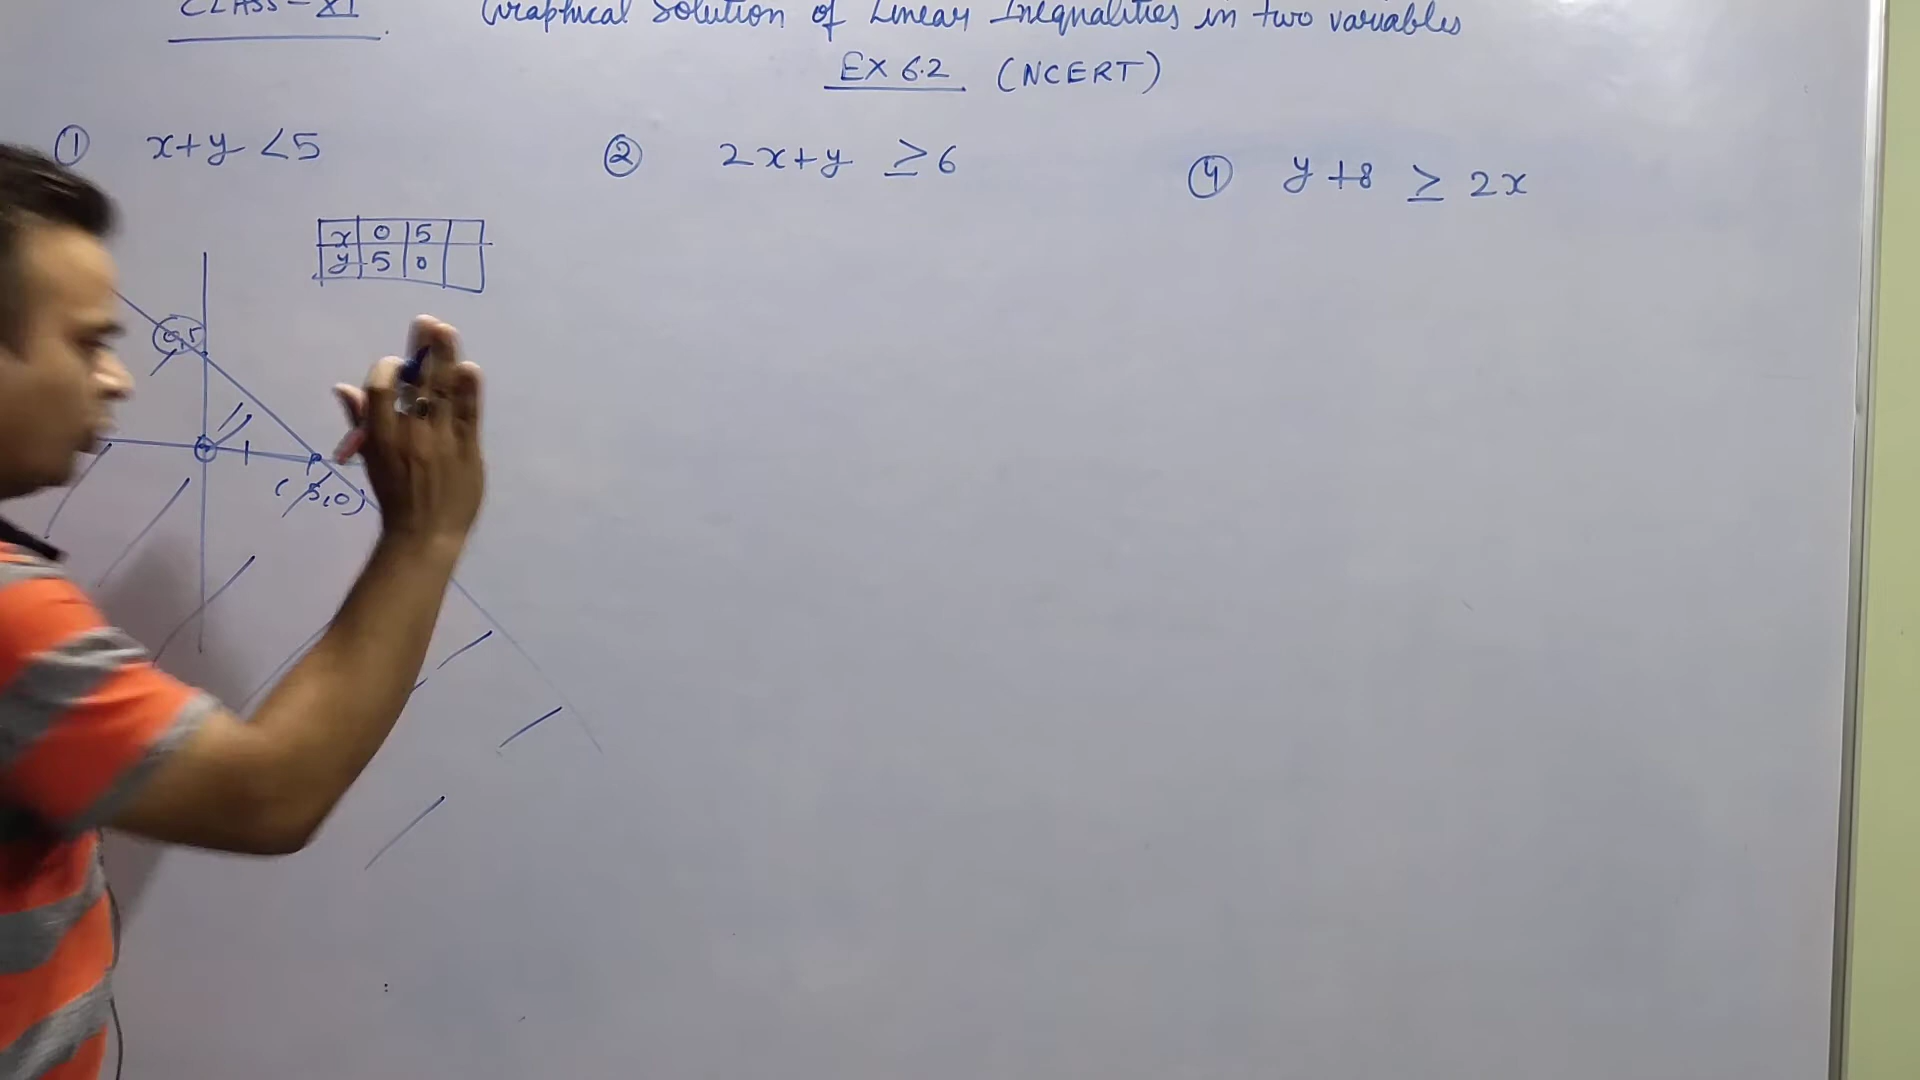 CLASS-XI Graphical Solution of Linear Inequalities in two variables
EX 6.2 (NCERT)
① x+y <5
② 2x+y ≥6
④ y+8 ≥ 2x
x 0 5
y 5 0
0,5
(5,0)